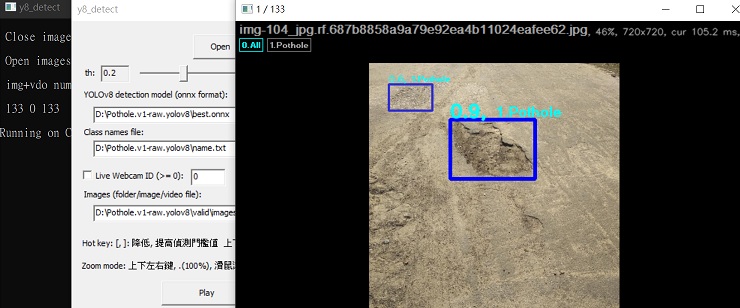 y8_detect
Close image
Open images
img+vdo num
133 0 133
Running on C
y8_detect
Open
th: 0.2
YOLOv8 detection model (onnx format):
D:\Pothole.v1-raw.yolov8\best.onnx
Class names file:
D:\Pothole.v1-raw.yolov8\name.txt
Live Webcam ID (>= 0): 0
Images (folder/image/video file):
D:\Pothole.v1-raw.yolov8\valid\images
Hot key: [, ]: 降低, 提高偵測門檻值 上下
Zoom mode: 上下左右鍵, .(100%), 滑鼠
Play
1 / 133
img-104_jpg.rf.687b8858a9a79e92ea4b11024eafee62.jpg, 46%, 720x720, cur 105.2 ms,
0.All 1.Pothole
1.Pothole
0.9, 1.Pothole